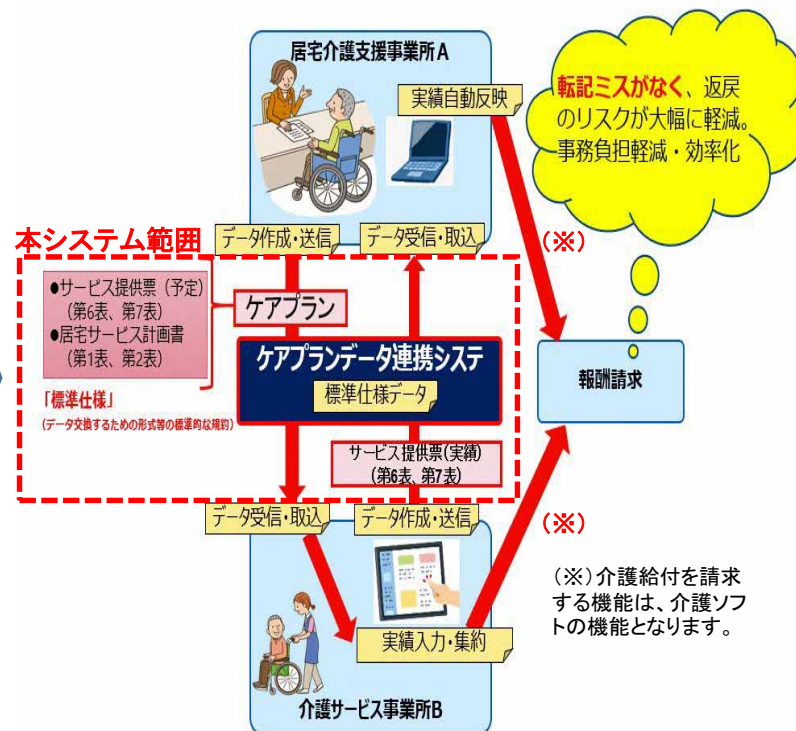 居宅介護支援事業所A
実績自動反映
転記ミスがなく、返戻
のリスクが大幅に軽減。
事務負担軽減・効率化
本システム範囲
データ作成・送信
データ受信・取込
(※)
●サービス提供票（予定）
(第6表、第7表)
●居宅サービス計画書
(第1表、第2表)
ケアプラン
ケアプランデータ連携システ
標準仕様データ
報酬請求
「標準仕様」
(データ交換するための形式等の標準的な規約)
サービス提供票(実績)
(第6表、第7表)
データ受信・取込
データ作成・送信
(※)
(※)介護給付を請求
する機能は、介護ソフ
トの機能となります。
実績入力・集約
介護サービス事業所B